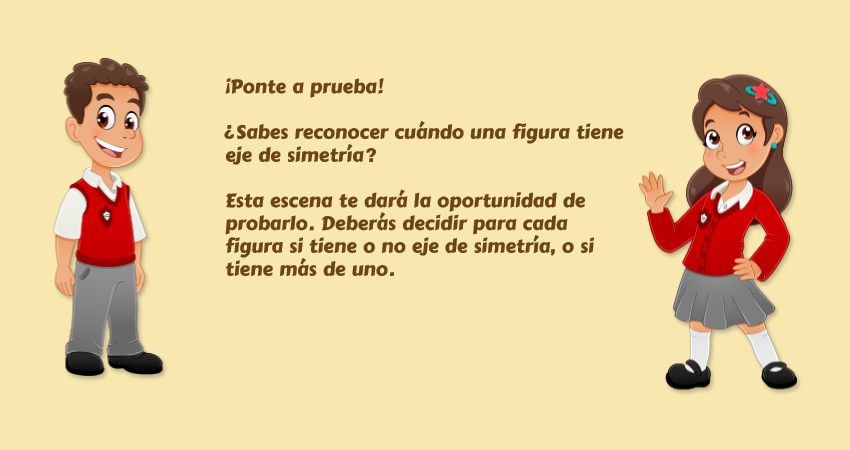 ¡Ponte a prueba!
¿Sabes reconocer cuándo una figura tiene
eje de simetría?
Esta escena te dará la oportunidad de
probarlo. Deberás decidir para cada
figura si tiene o no eje de simetría, o si
tiene más de uno.